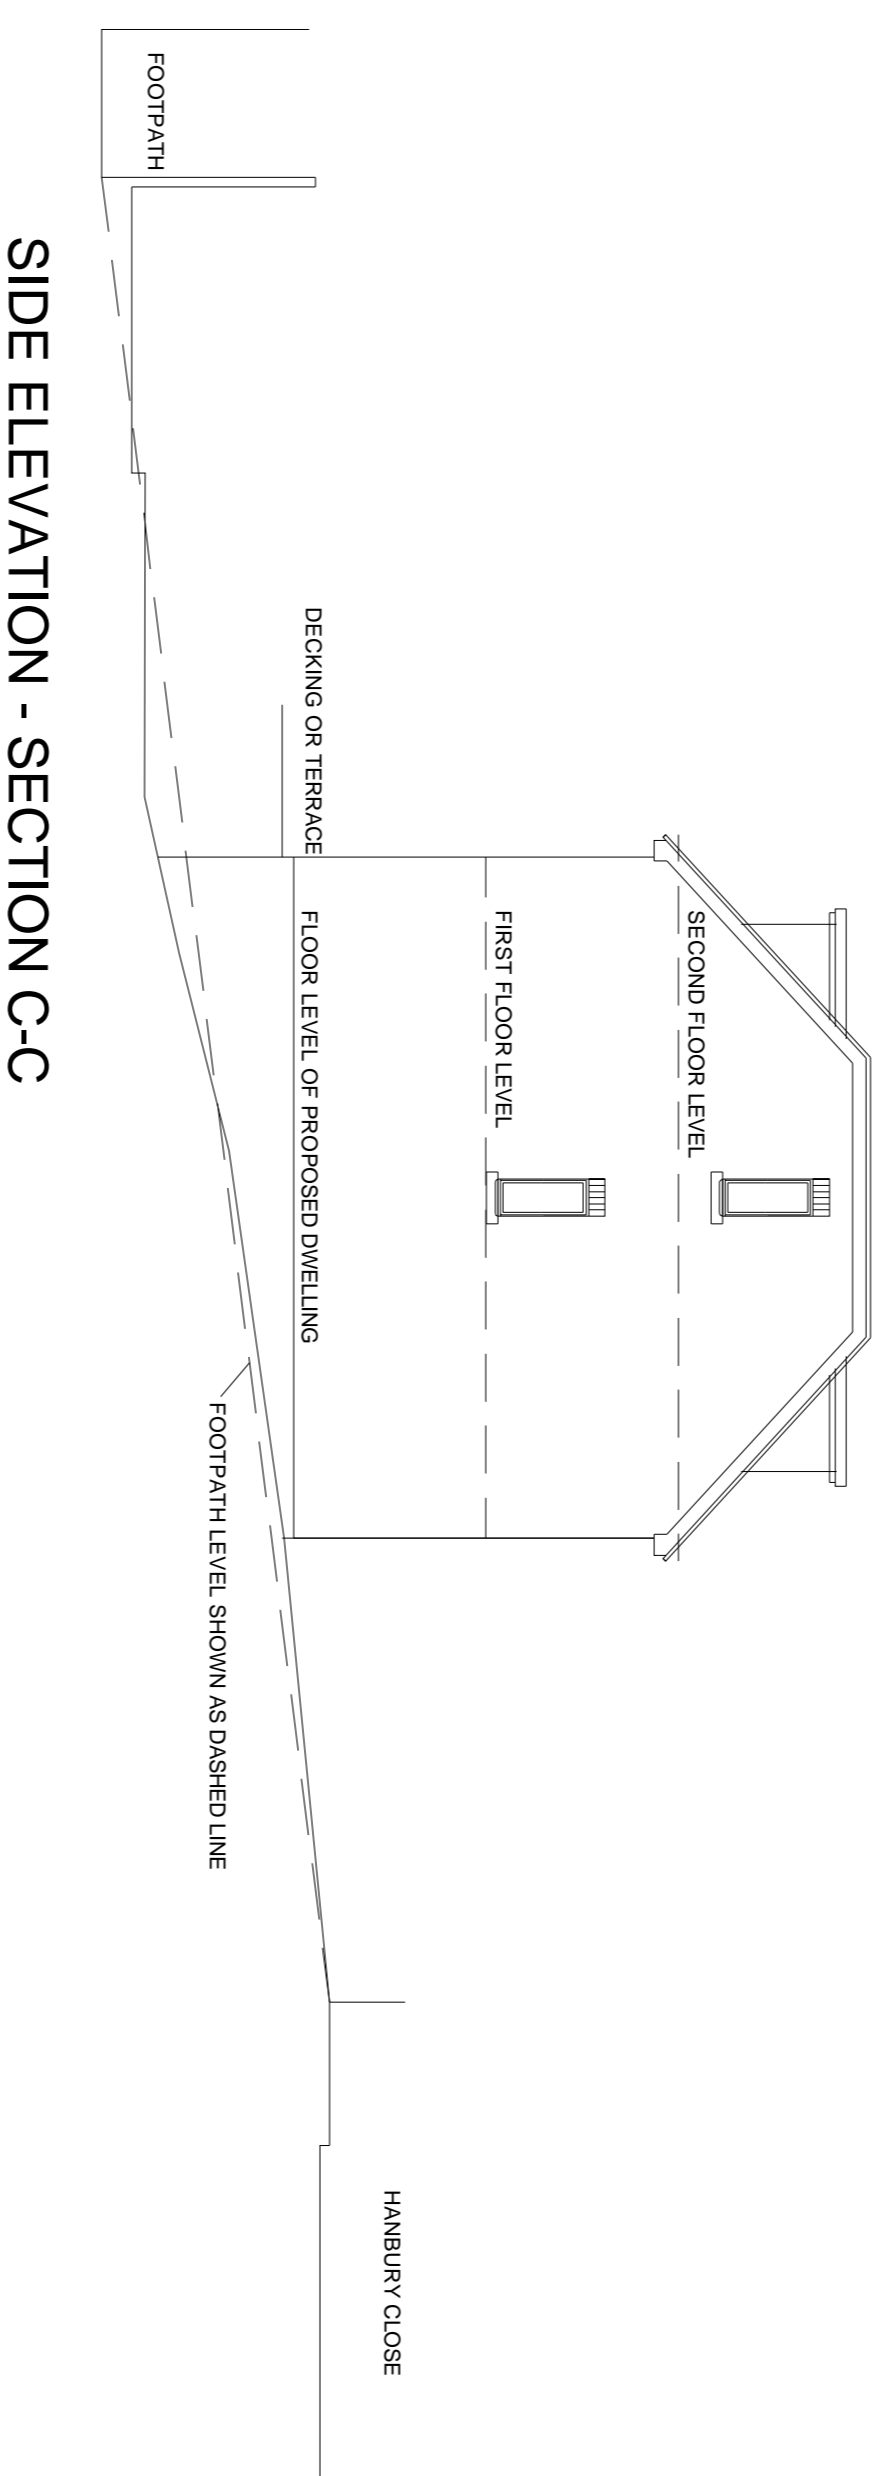 SECOND FLOOR LEVEL
FIRST FLOOR LEVEL
DECKING OR TERRACE
FLOOR LEVEL OF PROPOSED DWELLING
HANBURY CLOSE
FOOTPATH LEVEL SHOWN AS DASHED LINE
FOOTPATH
SIDE ELEVATION - SECTION C-C